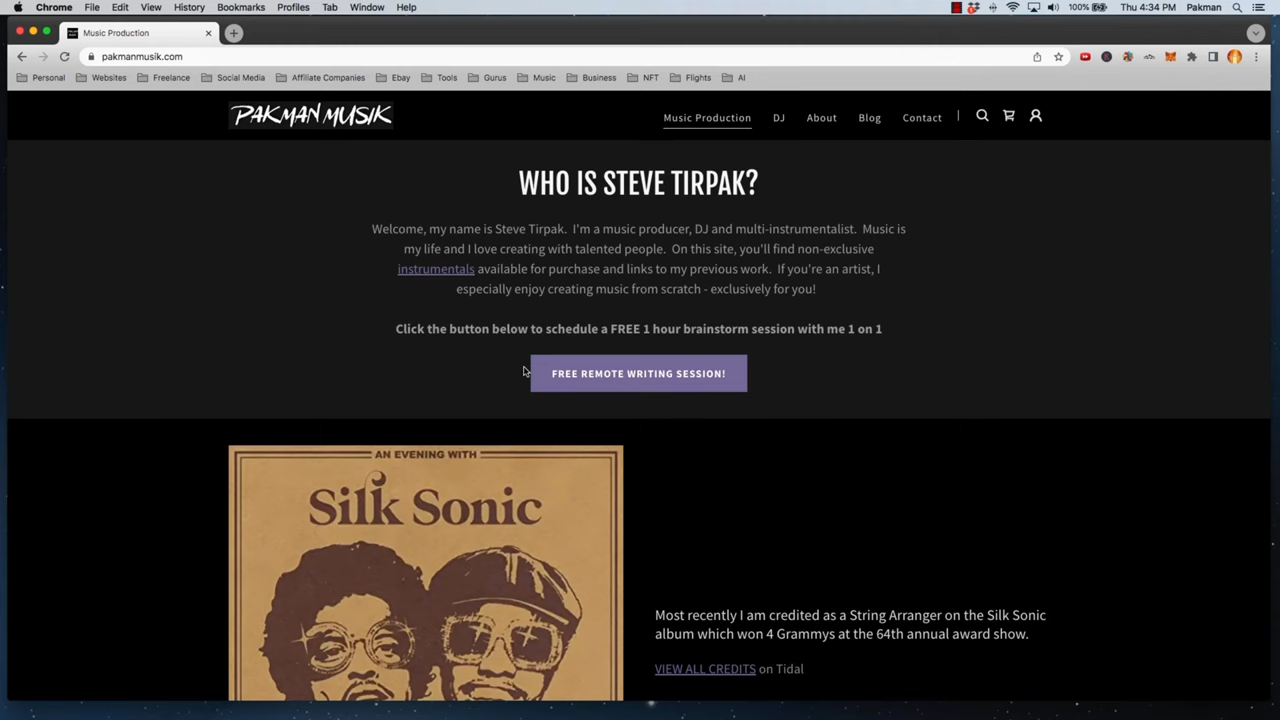 Chrome File Edit View History Bookmarks Profiles Tab Window Help 100% Thu 4:34 PM Pakman
Music Production
pakmanmusik.com
Personal Websites Freelance Social Media Affiliate Companies Ebay Tools Gurus Music Business NFT Flights AI
PAKMAN MUSIK Music Production DJ About Blog Contact
WHO IS STEVE TIRPAK?
Welcome, my name is Steve Tirpak. I'm a music producer, DJ and multi-instrumentalist. Music is
my life and I love creating with talented people. On this site, you'll find non-exclusive
instrumentals available for purchase and links to my previous work. If you're an artist, I
especially enjoy creating music from scratch - exclusively for you!
Click the button below to schedule a FREE 1 hour brainstorm session with me 1 on 1
FREE REMOTE WRITING SESSION!
AN EVENING WITH
Silk Sonic
Most recently I am credited as a String Arranger on the Silk Sonic
album which won 4 Grammys at the 64th annual award show.
VIEW ALL CREDITS on Tidal